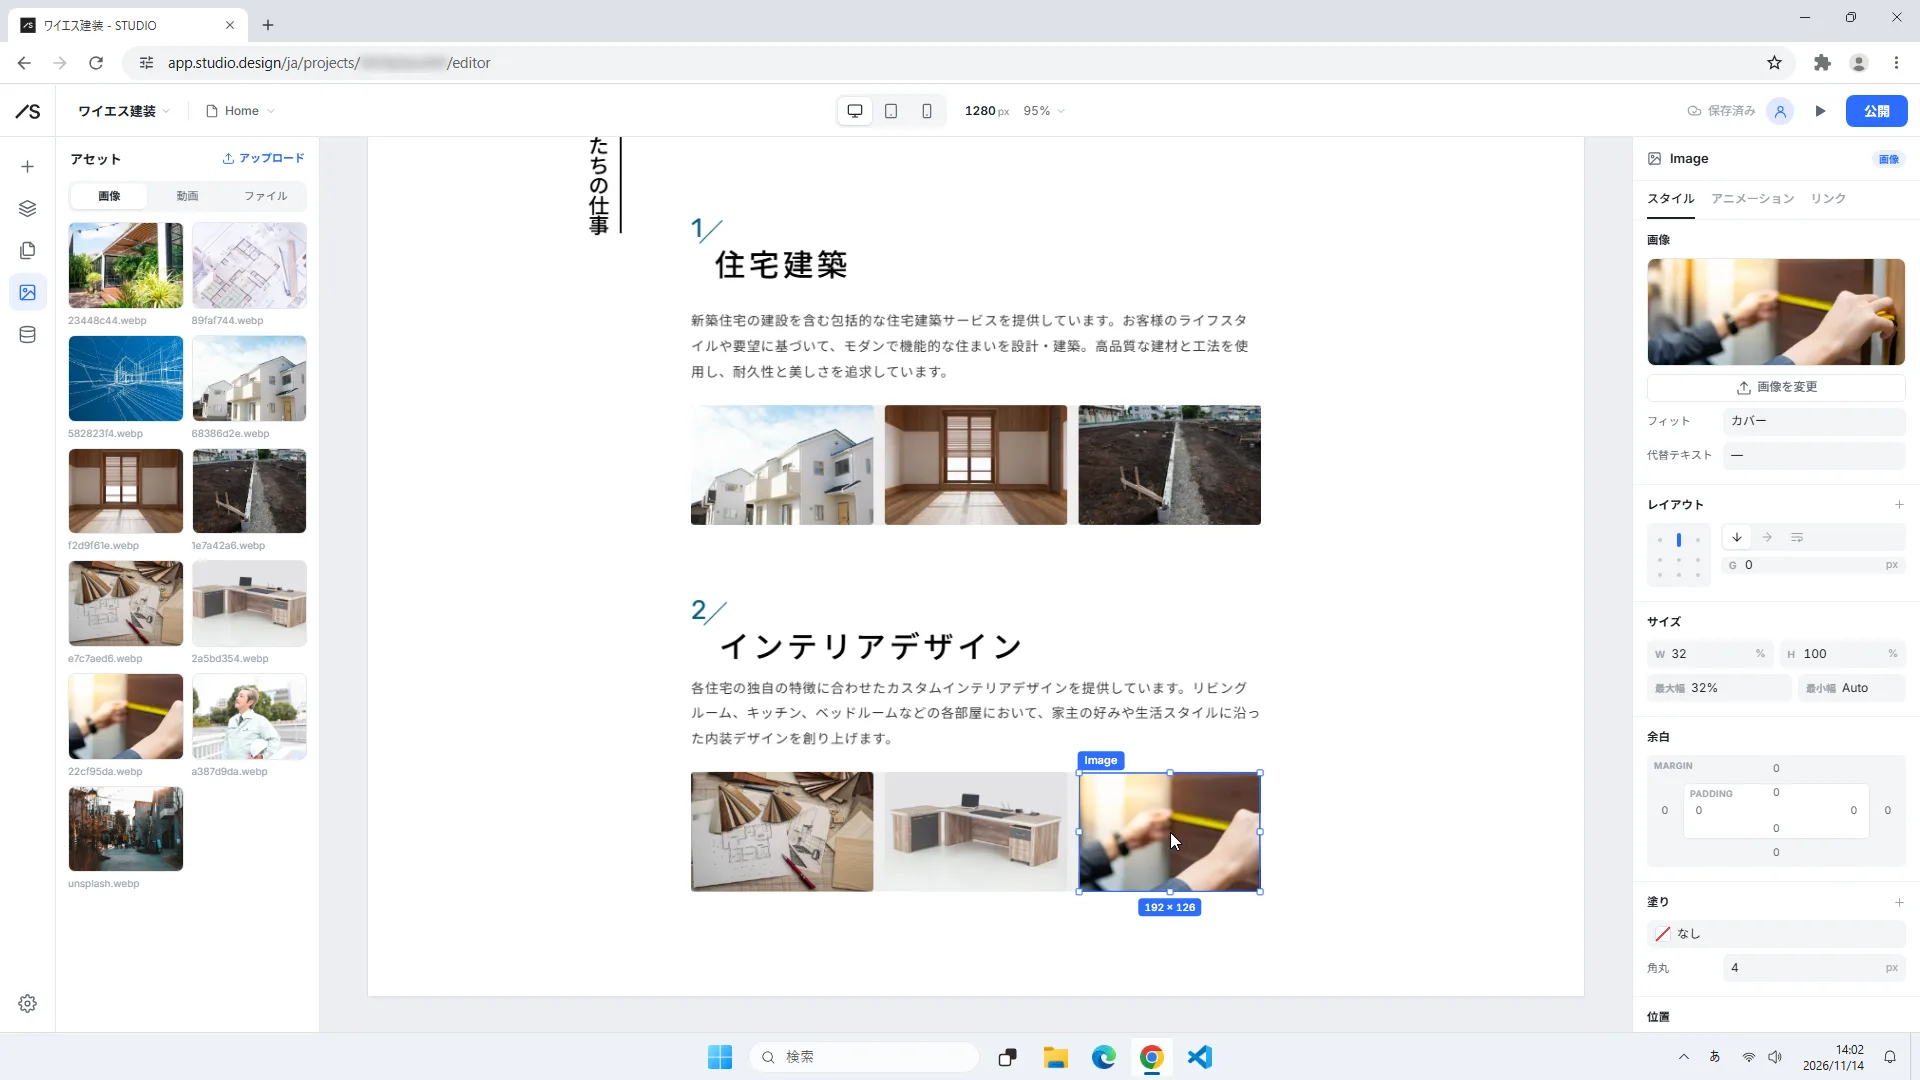 ワイエス建装 - STUDIO
app.studio.design/ja/projects/ /editor
ワイエス建装
Home
1280 px
95%
保存済み
公開
アセット
アップロード
画像
動画
ファイル
23448c44.webp
89faf744.webp
582823f4.webp
68386d2e.webp
f2d9f61e.webp
1e7a42a6.webp
e7c7aed6.webp
2a5bd354.webp
22cf95da.webp
a387d9da.webp
unsplash.webp
たちの仕事
1
住宅建築
新築住宅の建設を含む包括的な住宅建築サービスを提供しています。お客様のライフスタ
イルや要望に基づいて、モダンで機能的な住まいを設計・建築。高品質な建材と工法を使
用し、耐久性と美しさを追求しています。
2
インテリアデザイン
各住宅の独自の特徴に合わせたカスタムインテリアデザインを提供しています。リビング
ルーム、キッチン、ベッドルームなどの各部屋において、家主の好みや生活スタイルに沿っ
た内装デザインを創り上げます。
Image
192 × 126
Image
画像
スタイル
アニメーション
リンク
画像
画像を変更
フィット
カバー
代替テキスト
—
レイアウト
G 0 px
サイズ
W 32 %
H 100 %
最大幅 32%
最小幅 Auto
余白
MARGIN
0
PADDING
0
0
0
0
0
0
0
塗り
なし
角丸
4 px
位置
検索
あ
14:02
2026/11/14